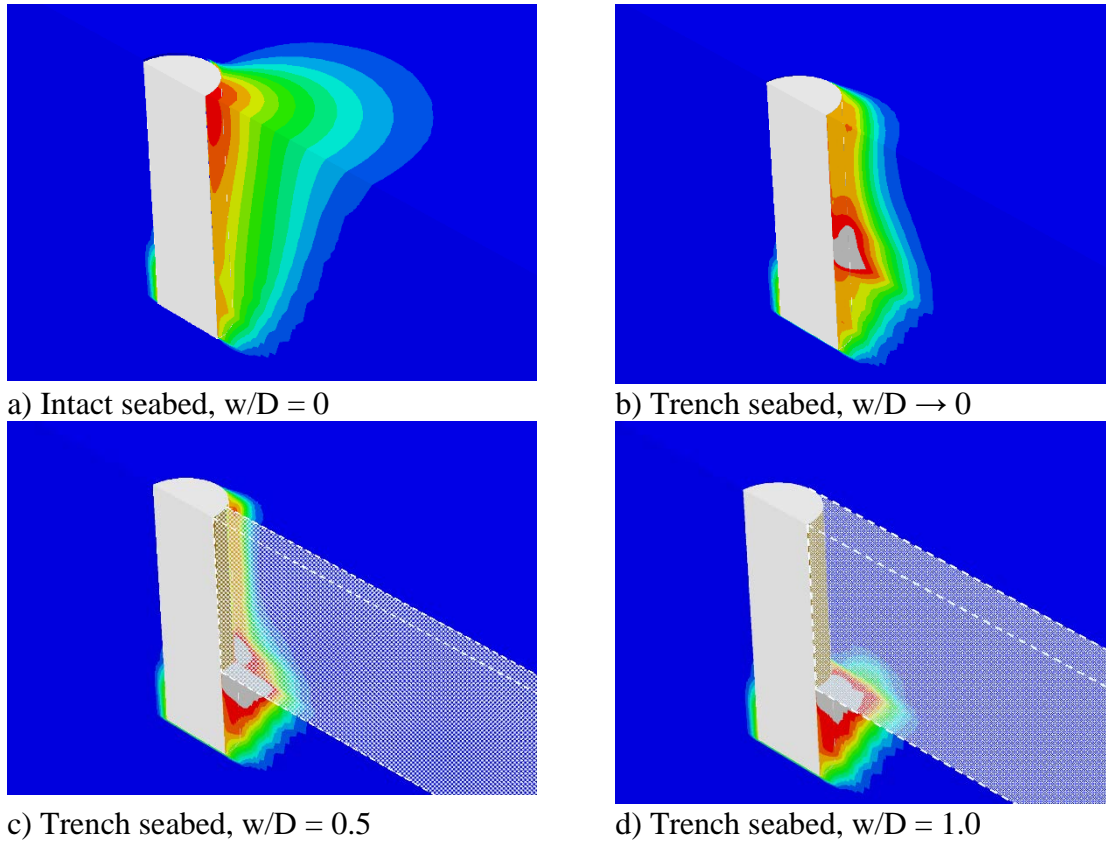 a) Intact seabed, w/D = 0
b) Trench seabed, w/D → 0
c) Trench seabed, w/D = 0.5
d) Trench seabed, w/D = 1.0